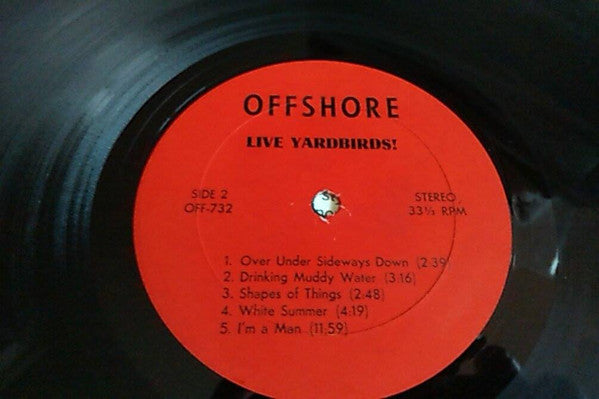 OFFSHORE
LIVE YARDBIRDS!
SIDE 2
OFF-732
STEREO
33⅓ RPM
1. Over Under Sideways Down (2:39)
2. Drinking Muddy Water (3:16)
3. Shapes of Things (2:48)
4. White Summer (4:19)
5. I'm a Man (11:59)